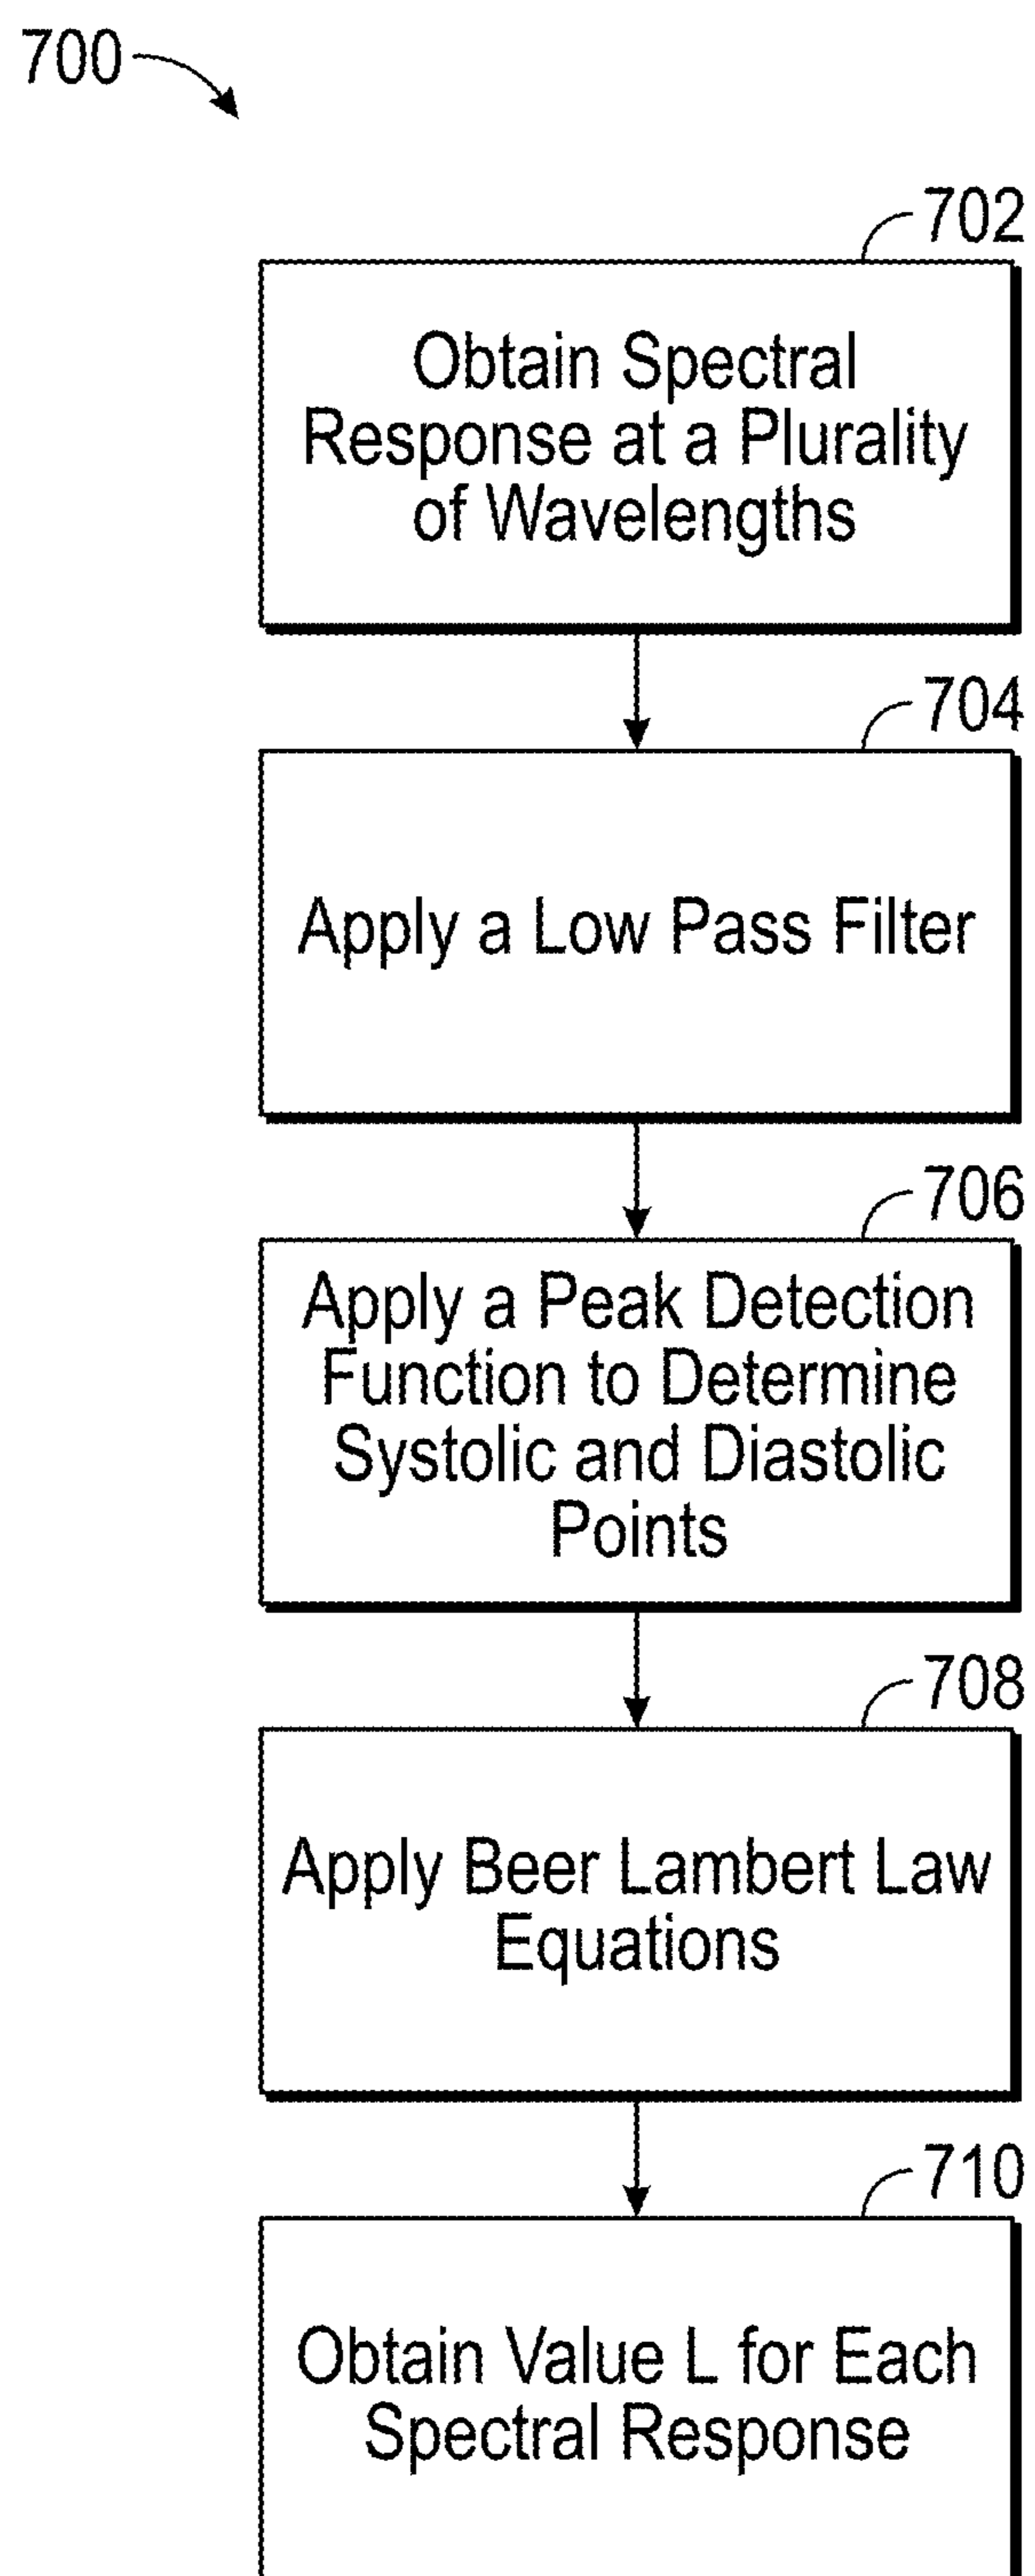 700
702
Obtain Spectral
Response at a Plurality
of Wavelengths
704
Apply a Low Pass Filter
706
Apply a Peak Detection
Function to Determine
Systolic and Diastolic
Points
708
Apply Beer Lambert Law
Equations
710
Obtain Value L for Each
Spectral Response